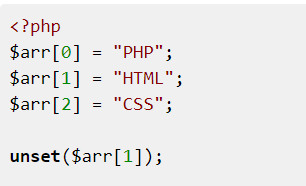 <?php
$arr[0] = "PHP";
$arr[1] = "HTML";
$arr[2] = "CSS";
unset($arr[1]);